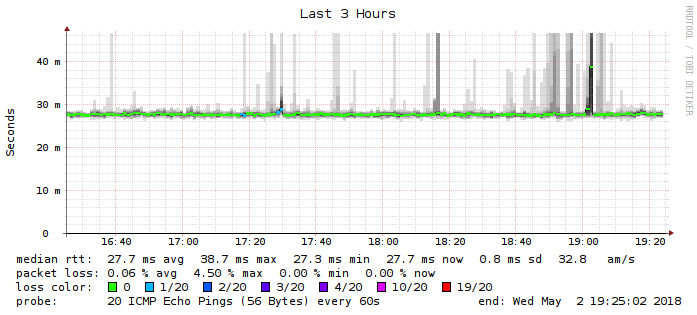 Last 3 Hours
RRDTOOL / TOBI OETIKER
Seconds
40 m
30 m
20 m
10 m
0
16:40 17:00 17:20 17:40 18:00 18:20 18:40 19:00 19:20
median rtt: 27.7 ms avg 38.7 ms max 27.3 ms min 27.7 ms now 0.8 ms sd 32.8 am/s
packet loss: 0.06 % avg 4.50 % max 0.00 % min 0.00 % now
loss color: 0 1/20 2/20 3/20 4/20 10/20 19/20
probe: 20 ICMP Echo Pings (56 Bytes) every 60s end: Wed May 2 19:25:02 2018